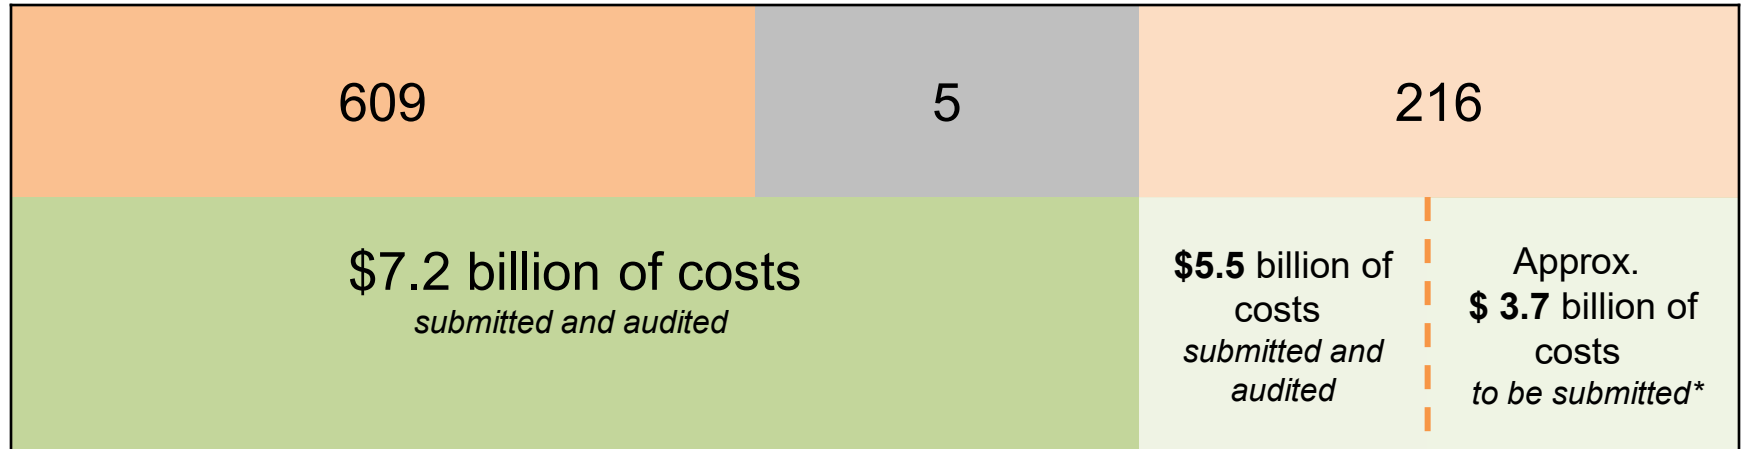 609
5
216
$7.2 billion of costs
submitted and audited
$5.5 billion of
costs
submitted and
audited
Approx.
$ 3.7 billion of
costs
to be submitted*